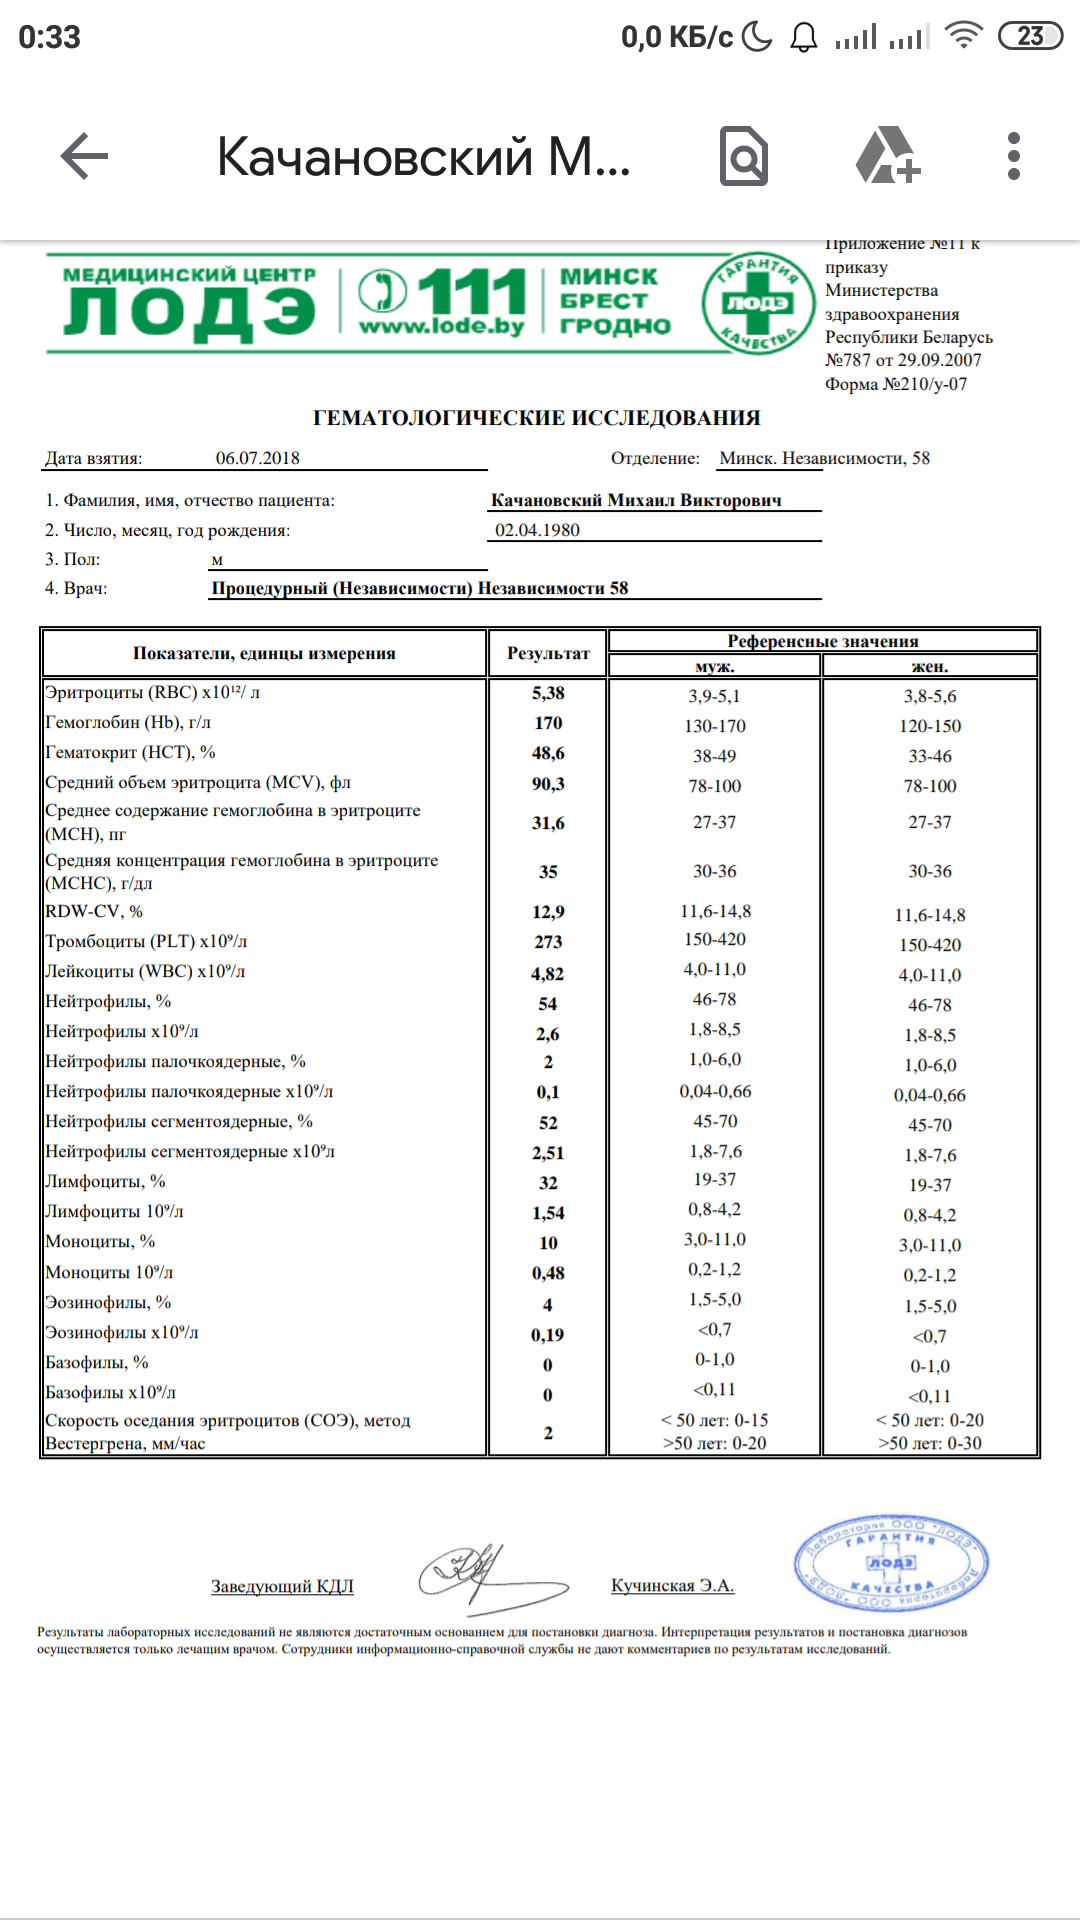 0:33 0,0 КБ/с 23
Качановский М...
Приложение №11 к
приказу
Министерства
здравоохранения
Республики Беларусь
№787 от 29.09.2007
Форма №210/у-07
МЕДИЦИНСКИЙ ЦЕНТР
ЛОДЭ
111
www.lode.by
МИНСК
БРЕСТ
ГРОДНО
ГАРАНТИЯ
ЛОДЭ
КАЧЕСТВА
ГЕМАТОЛОГИЧЕСКИЕ ИССЛЕДОВАНИЯ
Дата взятия: 06.07.2018 Отделение: Минск. Независимости, 58
1. Фамилия, имя, отчество пациента: Качановский Михаил Викторович
2. Число, месяц, год рождения: 02.04.1980
3. Пол: м
4. Врач: Процедурный (Независимости) Независимости 58
Показатели, единцы измерения Результат Референсные значения
муж. жен.
Эритроциты (RBC) x10¹²/ л 5,38 3,9-5,1 3,8-5,6
Гемоглобин (Hb), г/л 170 130-170 120-150
Гематокрит (HCT), % 48,6 38-49 33-46
Средний объем эритроцита (MCV), фл 90,3 78-100 78-100
Среднее содержание гемоглобина в эритроците
(MCH), пг 31,6 27-37 27-37
Средняя концентрация гемоглобина в эритроците
(MCHC), г/дл 35 30-36 30-36
RDW-CV, % 12,9 11,6-14,8 11,6-14,8
Тромбоциты (PLT) x10⁹/л 273 150-420 150-420
Лейкоциты (WBC) x10⁹/л 4,82 4,0-11,0 4,0-11,0
Нейтрофилы, % 54 46-78 46-78
Нейтрофилы x10⁹/л 2,6 1,8-8,5 1,8-8,5
Нейтрофилы палочкоядерные, % 2 1,0-6,0 1,0-6,0
Нейтрофилы палочкоядерные x10⁹/л 0,1 0,04-0,66 0,04-0,66
Нейтрофилы сегментоядерные, % 52 45-70 45-70
Нейтрофилы сегментоядерные x10⁹л 2,51 1,8-7,6 1,8-7,6
Лимфоциты, % 32 19-37 19-37
Лимфоциты 10⁹/л 1,54 0,8-4,2 0,8-4,2
Моноциты, % 10 3,0-11,0 3,0-11,0
Моноциты 10⁹/л 0,48 0,2-1,2 0,2-1,2
Эозинофилы, % 4 1,5-5,0 1,5-5,0
Эозинофилы x10⁹/л 0,19 <0,7 <0,7
Базофилы, % 0 0-1,0 0-1,0
Базофилы x10⁹/л 0 <0,11 <0,11
Скорость оседания эритроцитов (СОЭ), метод < 50 лет: 0-15 < 50 лет: 0-20
Вестергрена, мм/час 2 >50 лет: 0-20 >50 лет: 0-30
Заведующий КДЛ Кучинская Э.А.
Лаборатория ООО "ЛОДЭ"
ГАРАНТИЯ
ЛОДЭ
КАЧЕСТВА
Лаборатория ООО "ЛОДЭ"
Результаты лабораторных исследований не являются достаточным основанием для постановки диагноза. Интерпретация результатов и постановка диагнозов
осуществляется только лечащим врачом. Сотрудники информационно-справочной службы не дают комментариев по результатам исследований.